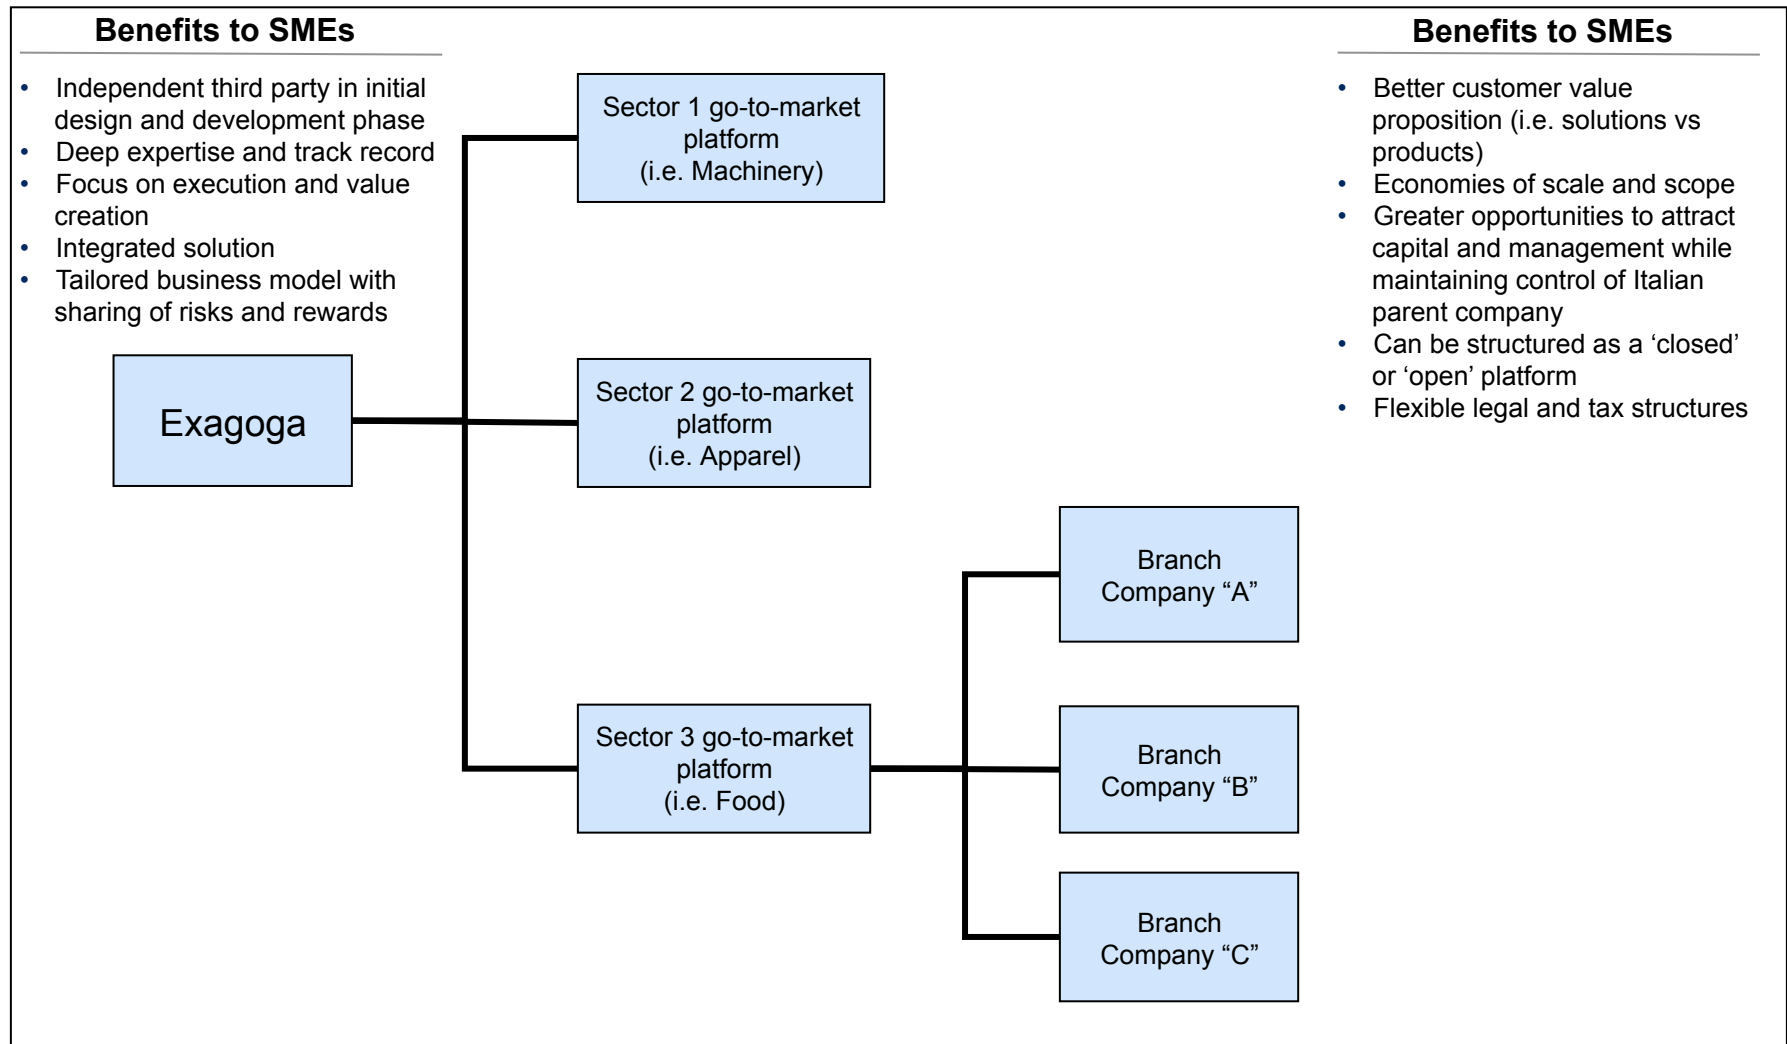 Benefits to SMEs
• Independent third party in initial
design and development phase
• Deep expertise and track record
• Focus on execution and value
creation
• Integrated solution
• Tailored business model with
sharing of risks and rewards
Exagoga
Sector 1 go-to-market
platform
(i.e. Machinery)
Sector 2 go-to-market
platform
(i.e. Apparel)
Sector 3 go-to-market
platform
(i.e. Food)
Branch
Company “A”
Branch
Company “B”
Branch
Company “C”
Benefits to SMEs
• Better customer value
proposition (i.e. solutions vs
products)
• Economies of scale and scope
• Greater opportunities to attract
capital and management while
maintaining control of Italian
parent company
• Can be structured as a ‘closed’
or ‘open’ platform
• Flexible legal and tax structures